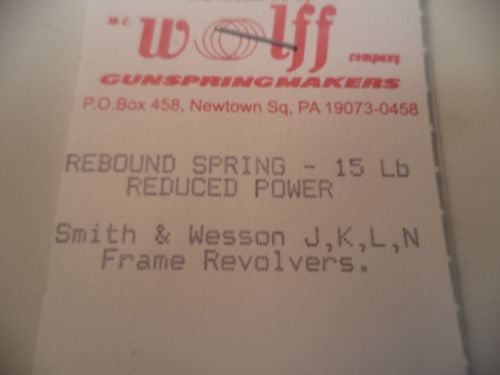 W.C.
Wolff
company
GUNSPRINGMAKERS
P.O.Box 458, Newtown Sq, PA 19073-0458
REBOUND SPRING - 15 Lb
REDUCED POWER
Smith & Wesson J,K,L,N
Frame Revolvers.